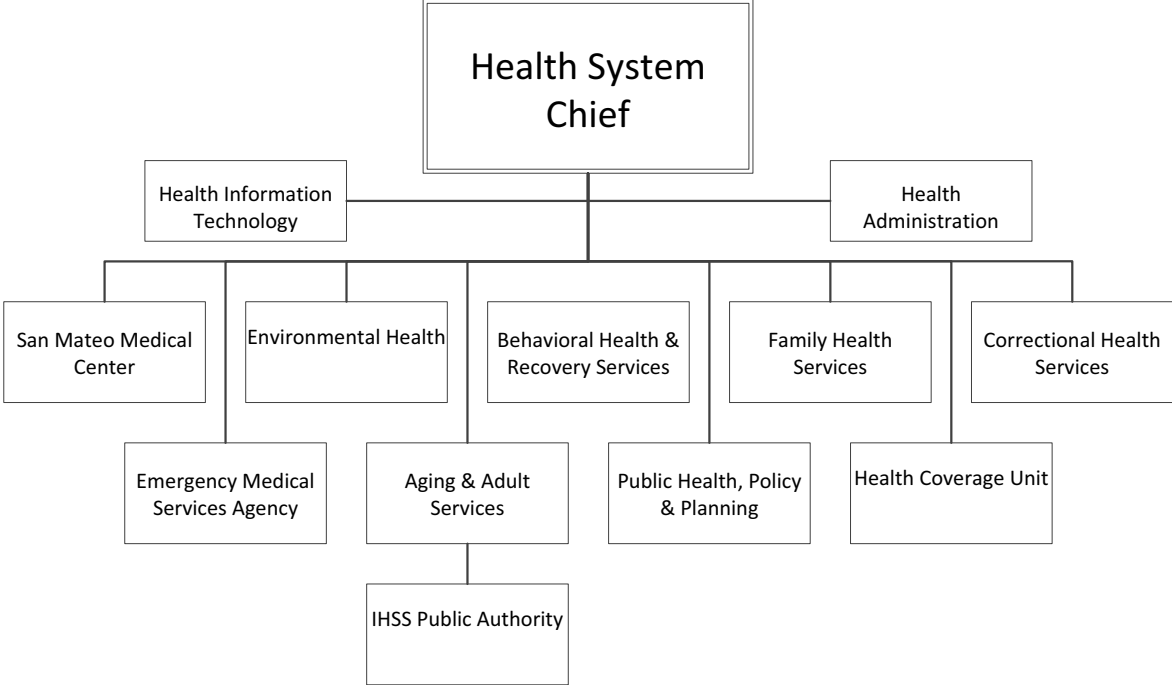 Health System
Chief
Health Information
Technology
Health
Administration
San Mateo Medical
Center
Environmental Health
Behavioral Health &
Recovery Services
Family Health
Services
Correctional Health
Services
Emergency Medical
Services Agency
Aging & Adult
Services
Public Health, Policy
& Planning
Health Coverage Unit
IHSS Public Authority